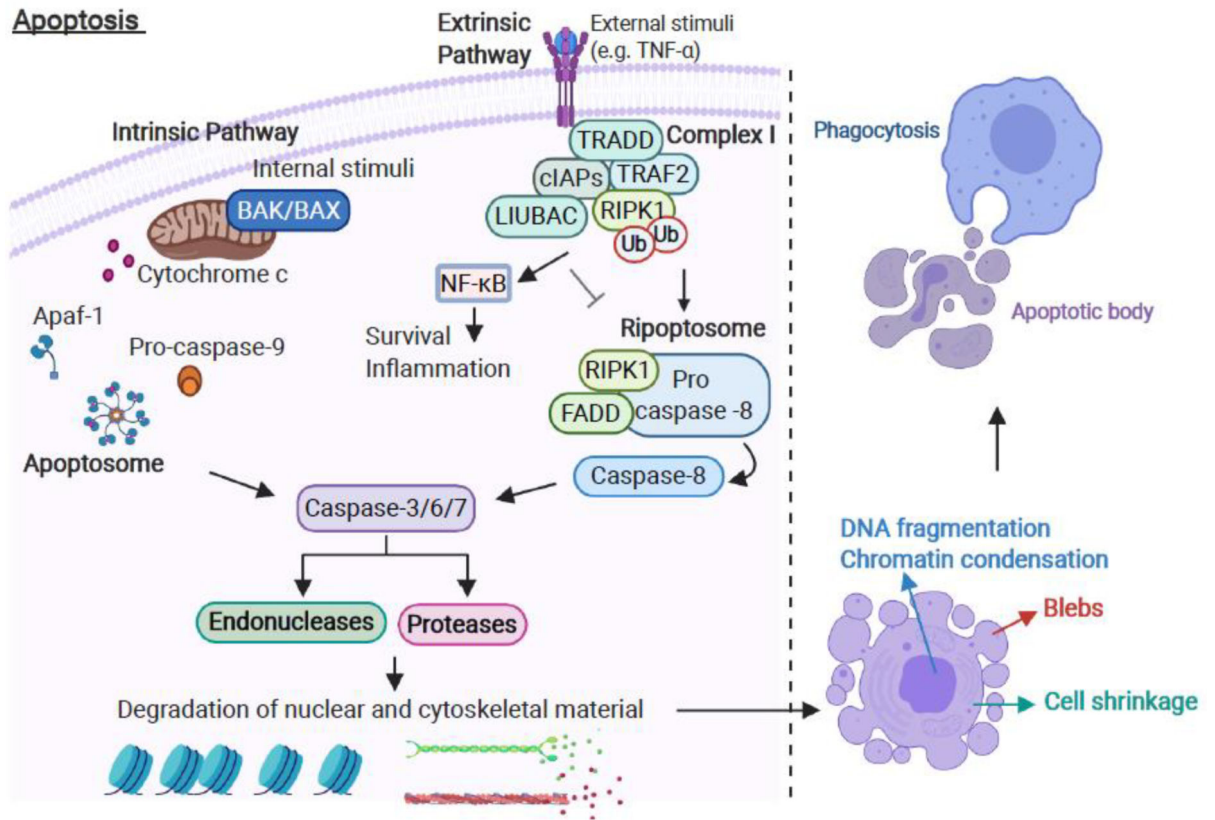 Apoptosis
Extrinsic
Pathway
External stimuli
(e.g. TNF-α)
Intrinsic Pathway
Internal stimuli
BAK/BAX
Cytochrome c
Apaf-1
Pro-caspase-9
Apoptosome
Complex I
TRADD
cIAPs
TRAF2
LIUBAC
RIPK1
Ub
Ub
NF-κB
Survival
Inflammation
Ripoptosome
RIPK1
FADD
Pro
caspase -8
Caspase-8
Caspase-3/6/7
Endonucleases
Proteases
Degradation of nuclear and cytoskeletal material
Phagocytosis
Apoptotic body
DNA fragmentation
Chromatin condensation
Blebs
Cell shrinkage